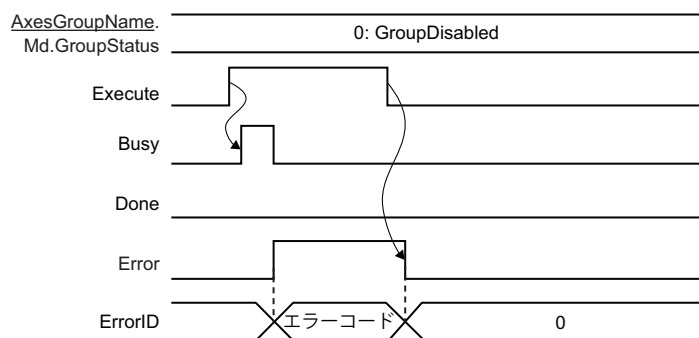 AxesGroupName.
Md.GroupStatus
0: GroupDisabled
Execute
Busy
Done
Error
ErrorID
エラーコード
0